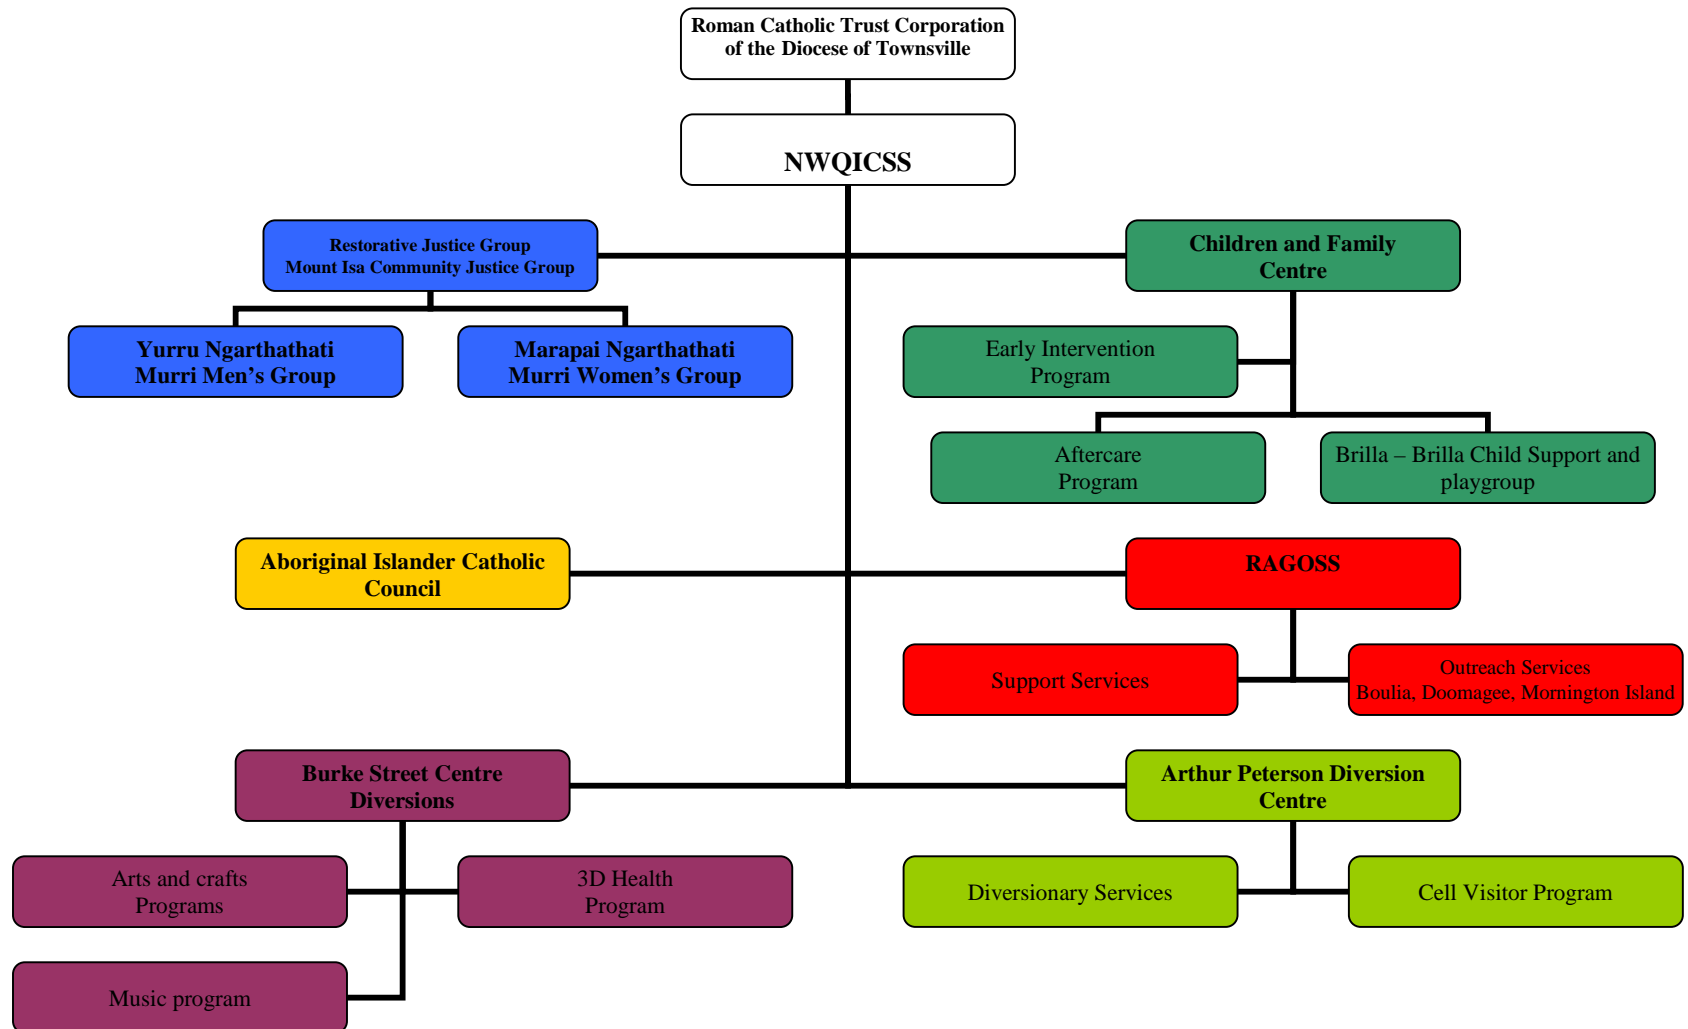 Roman Catholic Trust Corporation
of the Diocese of Townsville
NWQICSS
Restorative Justice Group
Mount Isa Community Justice Group
Children and Family
Centre
Yurru Ngarthathati
Murri Men’s Group
Marapai Ngarthathati
Murri Women’s Group
Early Intervention
Program
Aftercare
Program
Brilla – Brilla Child Support and
playgroup
Aboriginal Islander Catholic
Council
RAGOSS
Support Services
Outreach Services
Boulia, Doomagee, Mornington Island
Burke Street Centre
Diversions
Arthur Peterson Diversion
Centre
Arts and crafts
Programs
3D Health
Program
Diversionary Services
Cell Visitor Program
Music program